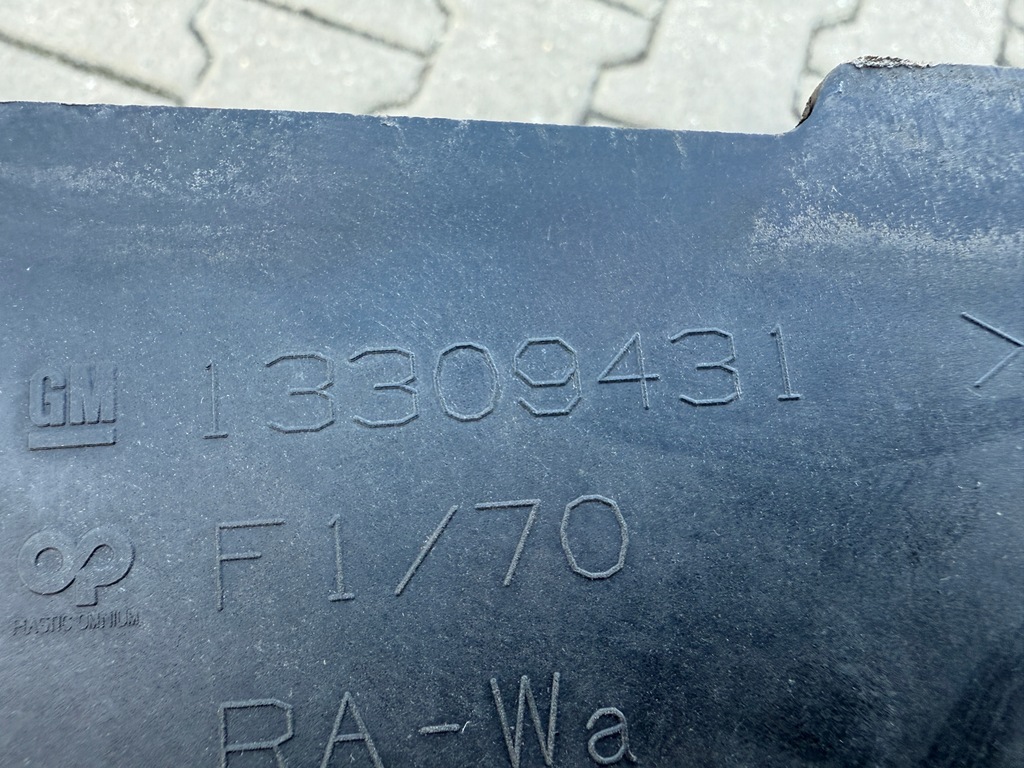 GM 13309431 >
F1/70
PLASTIC OMNIUM
RA-Wa